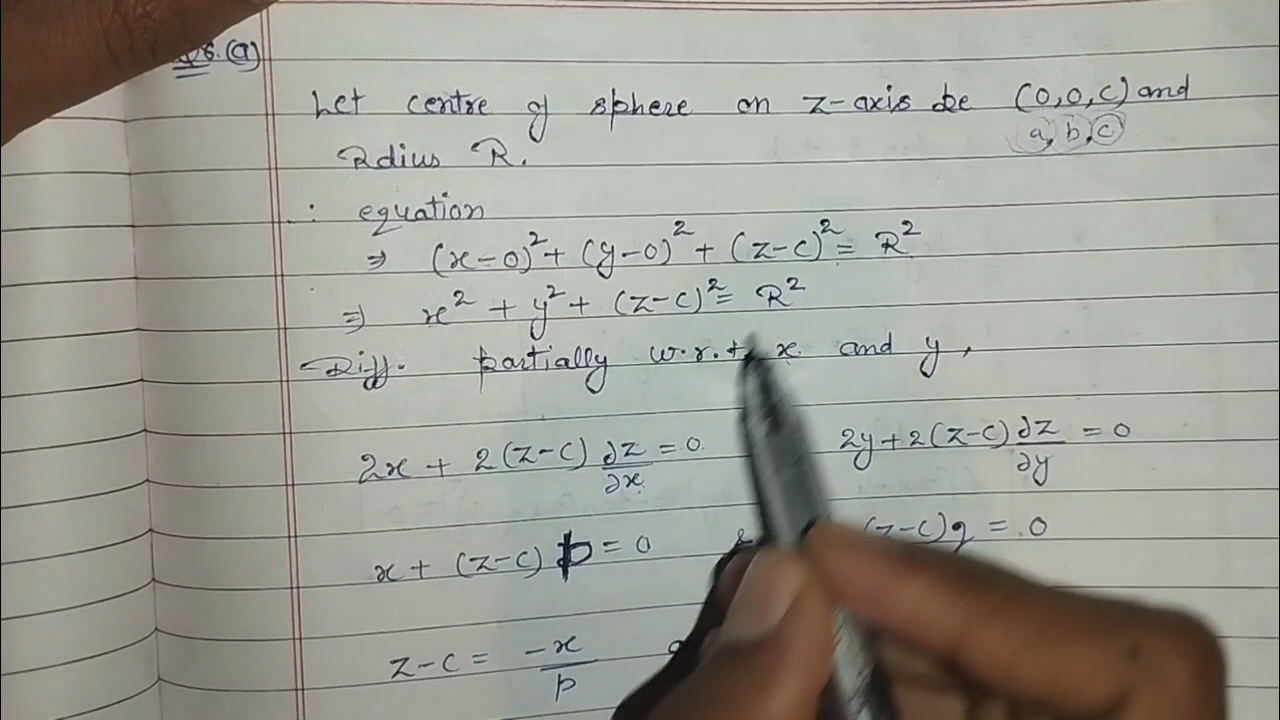 Q6.(a)
Let centre of sphere on z-axis be (0,0,c) and
a, b, c
Rdius R.
∴ equation
⇒ (x-0)² + (y-0)² + (z-c)² = R²
⇒ x² + y² + (z-c)² = R²
Diff. partially w.r.t. x and y,
2x + 2(z-c) ∂z/∂x = 0. 2y + 2(z-c) ∂z/∂y = 0
x + (z-c) p = 0 & (z-c)q = 0
z-c = -x/p